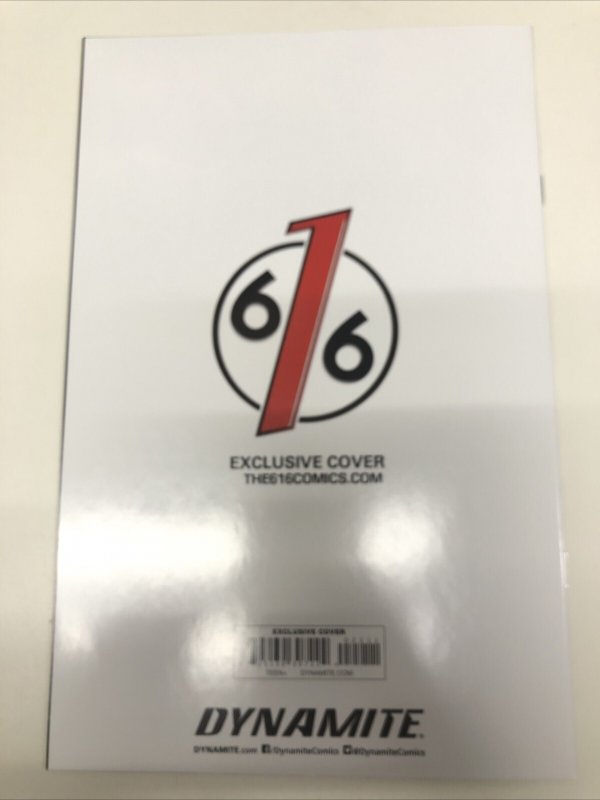 616
EXCLUSIVE COVER
THE616COMICS.COM
EXCLUSIVE COVER
DYNAMITE.COM
DYNAMITE.
DYNAMITE.com f/DynamiteComics @DynamiteComics